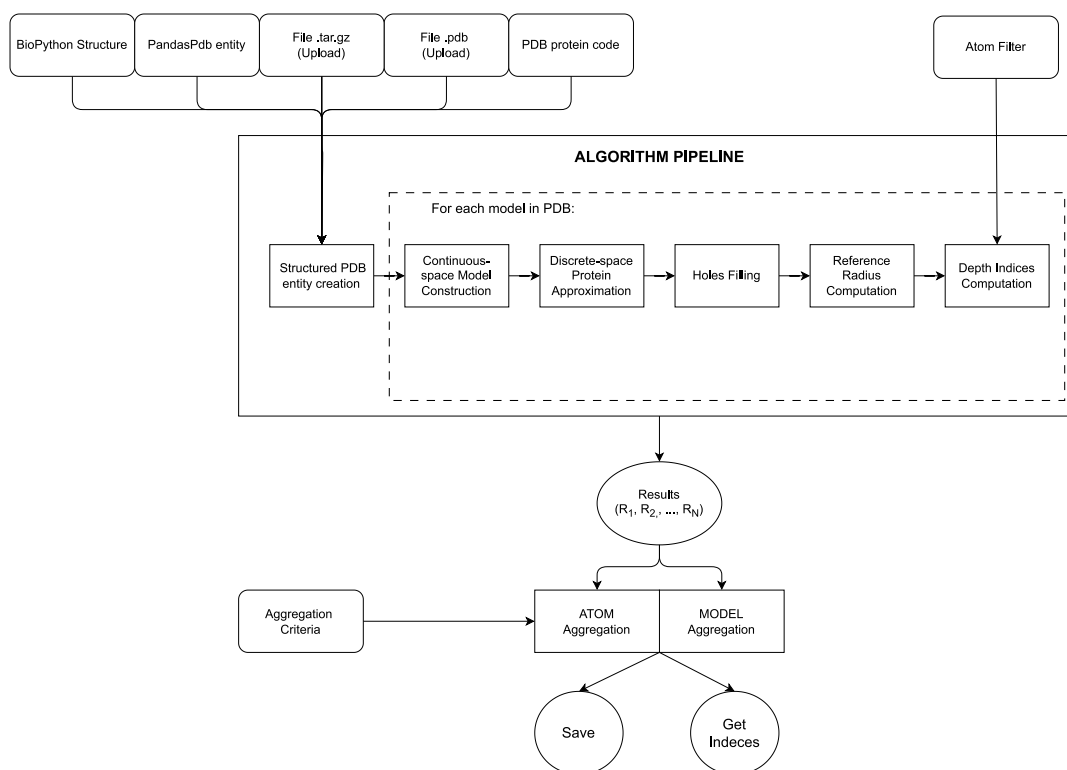 BioPython Structure
PandasPdb entity
File .tar.gz
(Upload)
File .pdb
(Upload)
PDB protein code
Atom Filter
ALGORITHM PIPELINE
For each model in PDB:
Structured PDB
entity creation
Continuous-
space Model
Construction
Discrete-space
Protein
Approximation
Holes Filling
Reference
Radius
Computation
Depth Indices
Computation
Results
(R1, R2,, ..., RN)
Aggregation
Criteria
ATOM
Aggregation
MODEL
Aggregation
Save
Get
Indeces